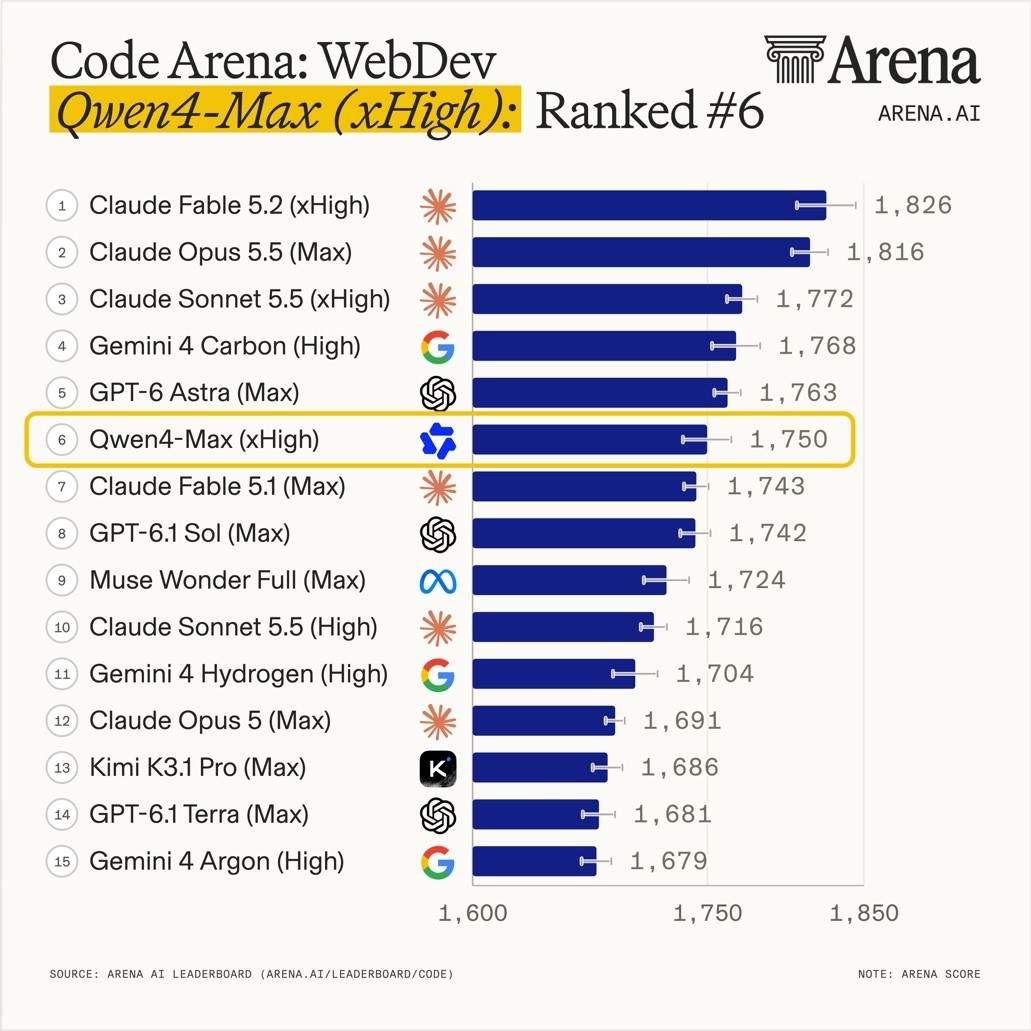 Code Arena: WebDev
Qwen4-Max (xHigh): Ranked #6
Arena
ARENA.AI
1 Claude Fable 5.2 (xHigh) 1,826
2 Claude Opus 5.5 (Max) 1,816
3 Claude Sonnet 5.5 (xHigh) 1,772
4 Gemini 4 Carbon (High) 1,768
5 GPT-6 Astra (Max) 1,763
6 Qwen4-Max (xHigh) 1,750
7 Claude Fable 5.1 (Max) 1,743
8 GPT-6.1 Sol (Max) 1,742
9 Muse Wonder Full (Max) 1,724
10 Claude Sonnet 5.5 (High) 1,716
11 Gemini 4 Hydrogen (High) 1,704
12 Claude Opus 5 (Max) 1,691
13 Kimi K3.1 Pro (Max) K 1,686
14 GPT-6.1 Terra (Max) 1,681
15 Gemini 4 Argon (High) 1,679
1,600 1,750 1,850
SOURCE: ARENA AI LEADERBOARD (ARENA.AI/LEADERBOARD/CODE) NOTE: ARENA SCORE